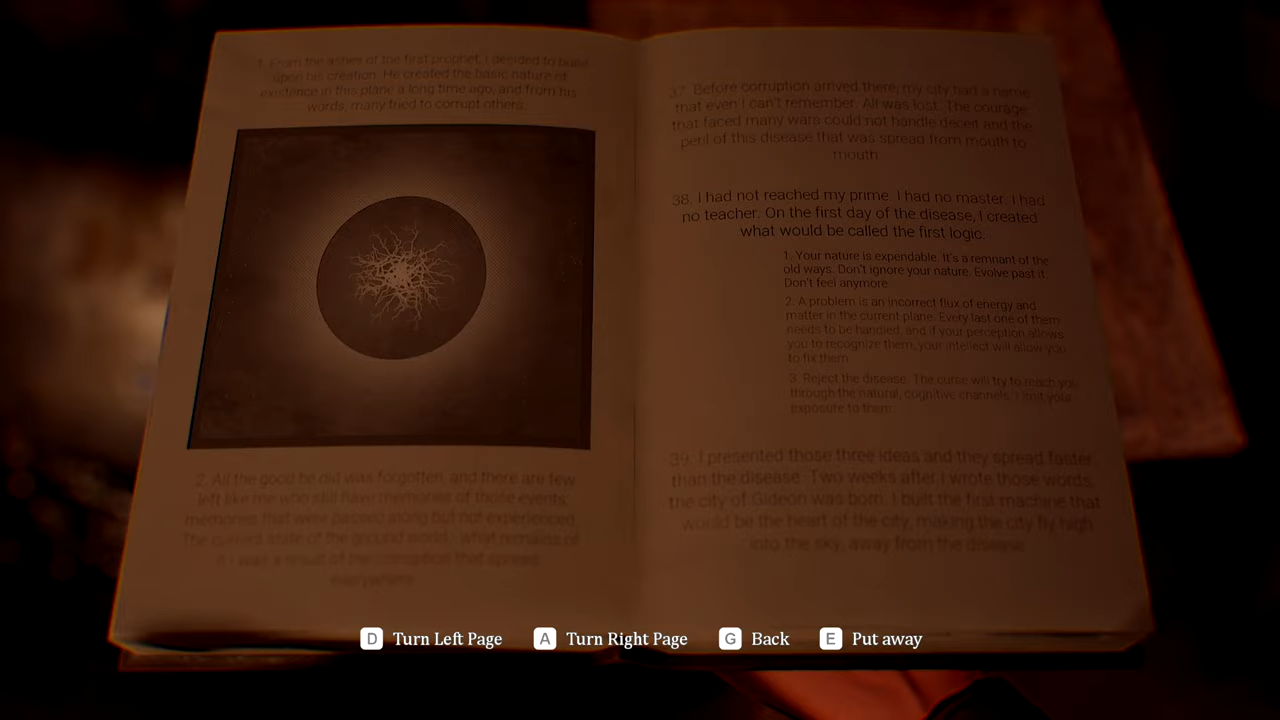 1. From the ashes of the first prophet, I decided to build
upon his creation. He created the basic nature of
existence in this plane a long time ago, and from his
words, many tried to corrupt others.
2. All the good he did was forgotten, and there are few
left like me who still have memories of those events;
memories that were passed along but not experienced.
The current state of the ground world - what remains of
it - was a result of the corruption that spread
everywhere.
37. Before corruption arrived there, my city had a name
that even I can't remember. All was lost. The courage
that faced many wars could not handle deceit and the
peril of this disease that was spread from mouth to
mouth.
38. I had not reached my prime. I had no master, I had
no teacher. On the first day of the disease, I created
what would be called the first logic.
1. Your nature is expendable. It's a remnant of the
old ways. Don't ignore your nature. Evolve past it.
Don't feel anymore.
2. A problem is an incorrect flux of energy and
matter in the current plane. Every last one of them
needs to be handled, and if your perception allows
you to recognize them, your intellect will allow you
to fix them.
3. Reject the disease. The curse will try to reach you
through the natural, cognitive channels. Limit your
exposure to them.
39. I presented those three ideas and they spread faster
than the disease. Two weeks after I wrote those words,
the city of Gideon was born. I built the first machine that
would be the heart of the city, making the city fly high
into the sky, away from the disease.
D Turn Left Page A Turn Right Page G Back E Put away